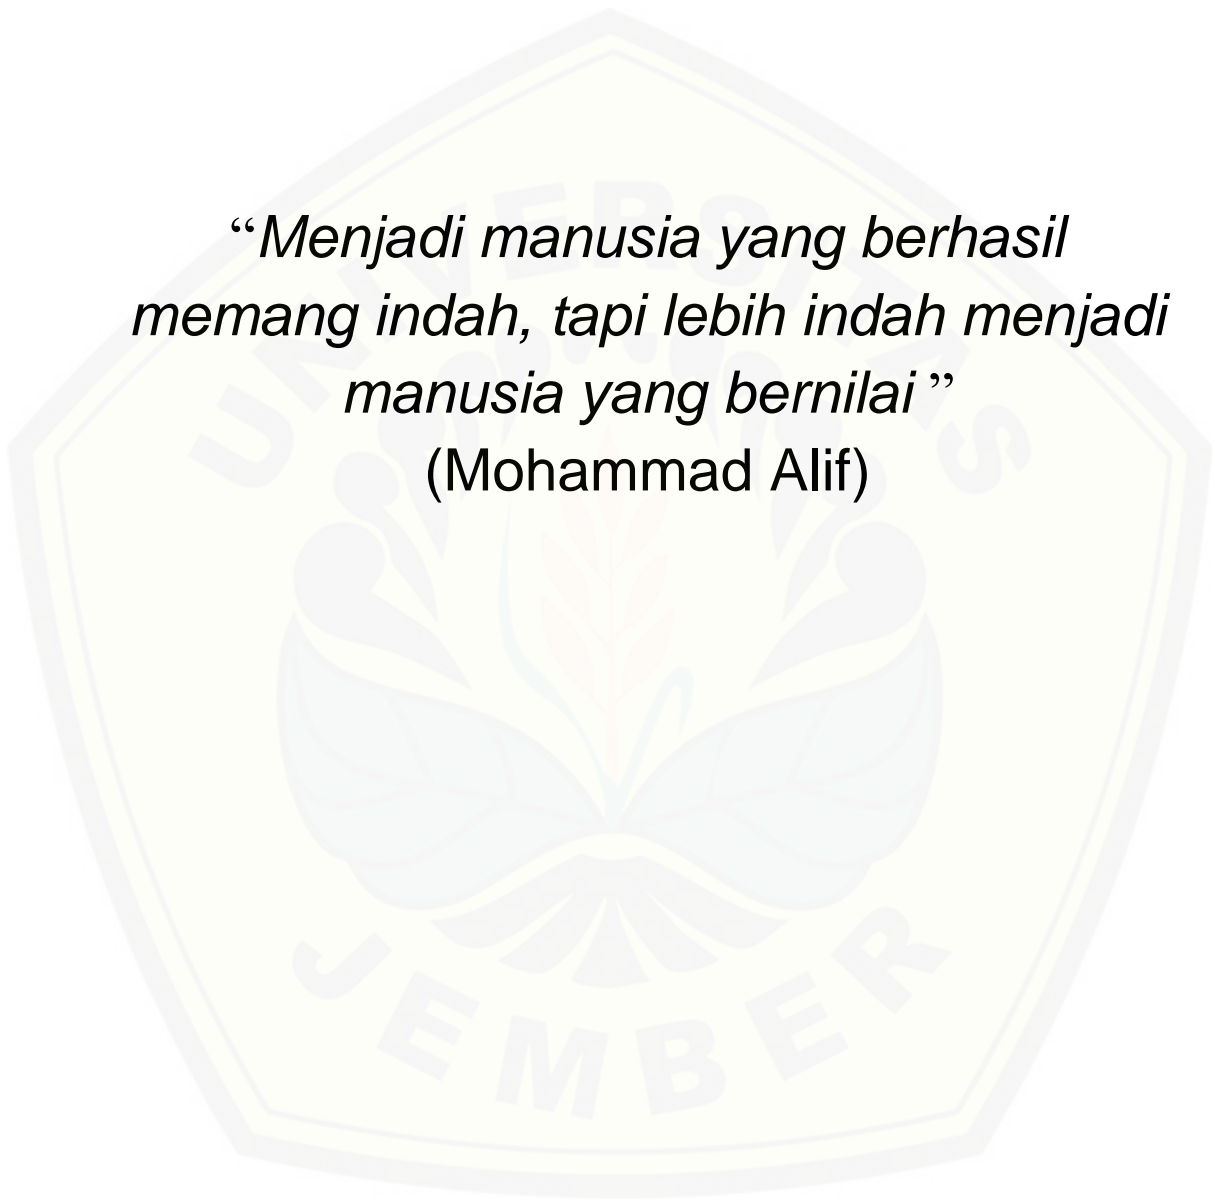 “Menjadi manusia yang berhasil
memang indah, tapi lebih indah menjadi
manusia yang bernilai ”
(Mohammad Alif)
UNIVERSITAS
JEMBER